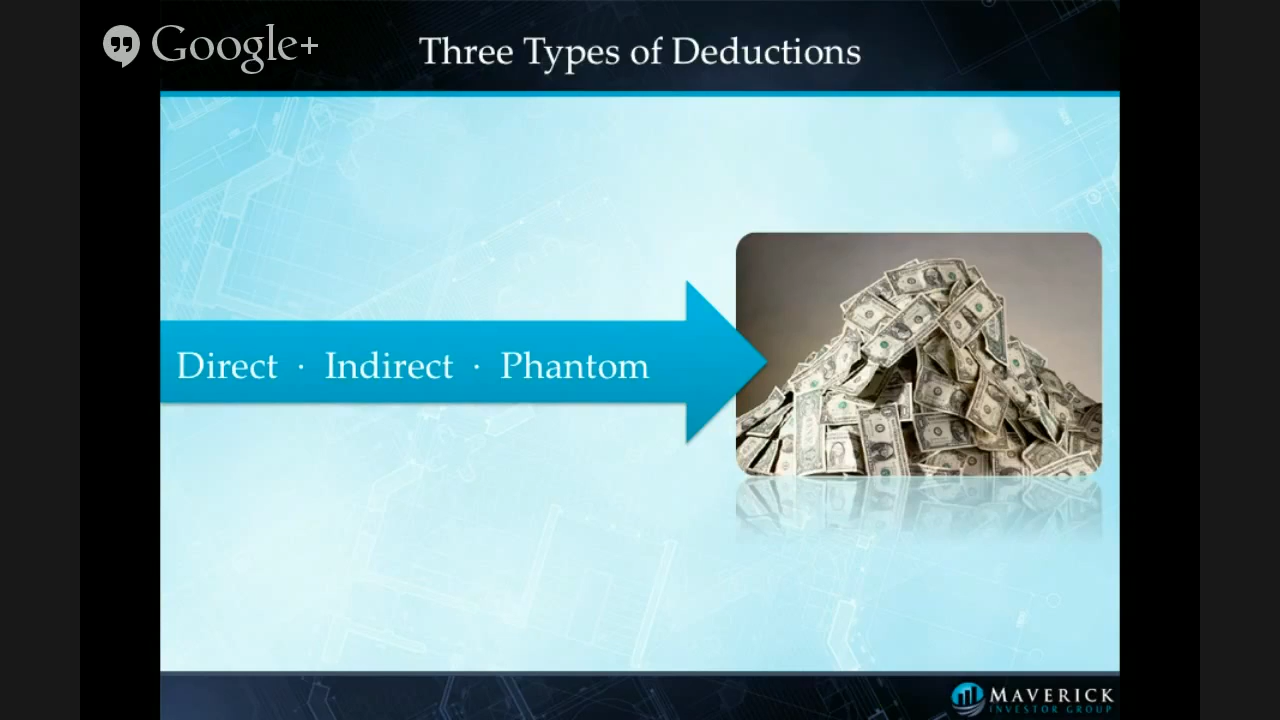 Google+
Three Types of Deductions
Direct · Indirect · Phantom
MAVERICK
INVESTOR GROUP